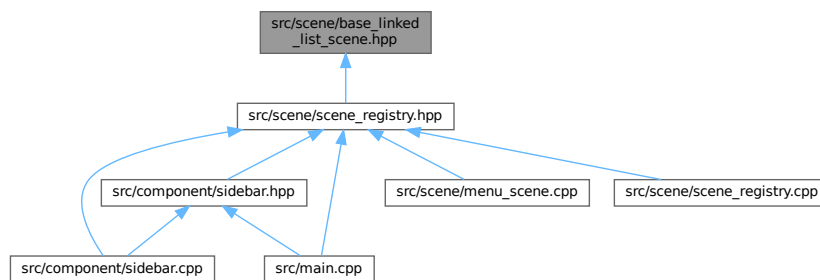 src/scene/base_linked
_list_scene.hpp
src/scene/scene_registry.hpp
src/component/sidebar.hpp
src/scene/menu_scene.cpp
src/scene/scene_registry.cpp
src/component/sidebar.cpp
src/main.cpp